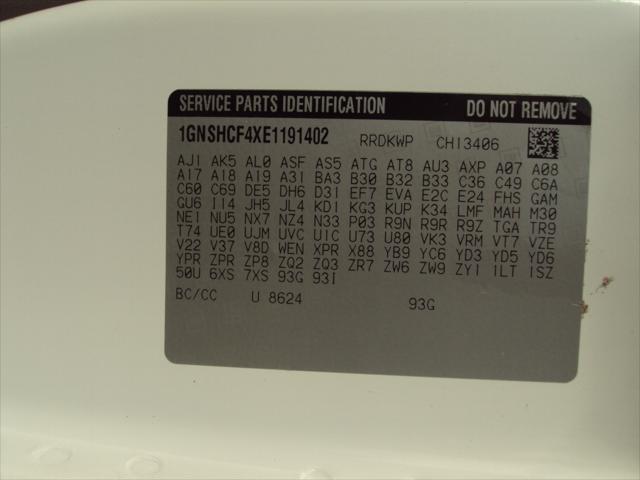 SERVICE PARTS IDENTIFICATION DO NOT REMOVE
1GNSHCF4XE1191402 RRDKWP CHI3406
AJ1 AK5 AL0 ASF AS5 ATG AT8 AU3 AXP A07 A08
A17 A18 A19 A31 BA3 B30 B32 B33 C36 C49 C6A
C60 C69 DE5 DH6 D31 EF7 EVA E2C E24 FHS GAM
GU6 I14 JH5 JL4 KD1 KG3 KUP K34 LMF MAH M30
NE1 NU5 NX7 NZ4 N33 P03 R9N R9R R9Z TGA TR9
T74 UE0 UJM UVC U1C U73 U80 VK3 VRM VT7 VZE
V22 V37 V8D WEN XPR X88 YB9 YC6 YD3 YD5 YD6
YPR ZPR ZP8 ZQ2 ZQ3 ZR7 ZW6 ZW9 ZY1 1LT 1SZ
50U 6XS 7XS 93G 93I
BC/CC U 8624 93G